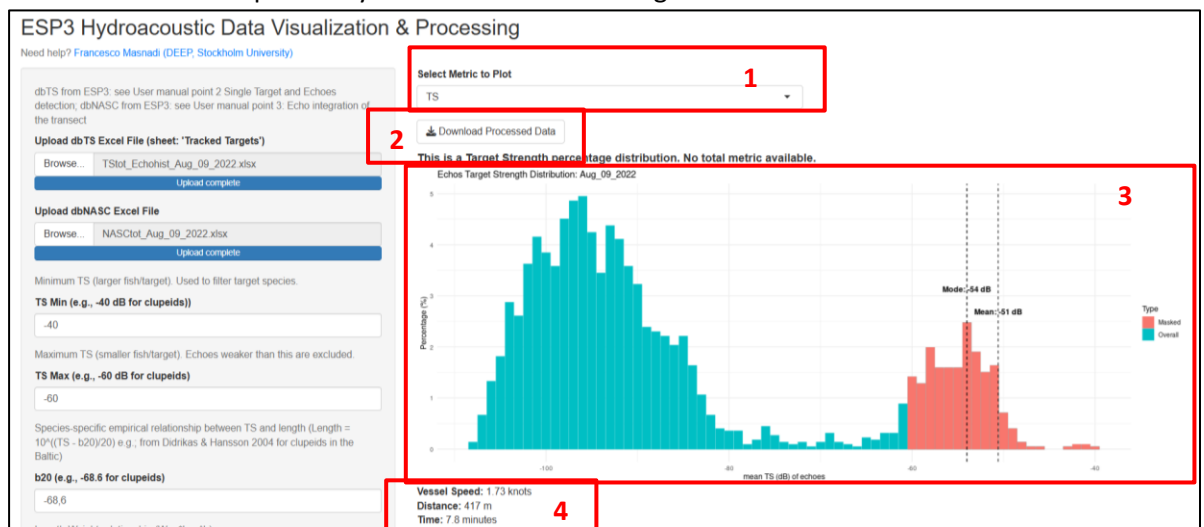 ESP3 Hydroacoustic Data Visualization & Processing
Need help? Francesco Masnadi (DEEP, Stockholm University)
dbTS from ESP3: see User manual point 2 Single Target and Echoes
detection; dbNASC from ESP3: see User manual point 3: Echo integration of
the transect
Upload dbTS Excel File (sheet: 'Tracked Targets')
Browse... TStot_Echohist_Aug_09_2022.xlsx
Upload complete
Upload dbNASC Excel File
Browse... NASCtot_Aug_09_2022.xlsx
Upload complete
Minimum TS (larger fish/target). Used to filter target species.
TS Min (e.g., -40 dB for clupeids))
-40
Maximum TS (smaller fish/target). Echoes weaker than this are excluded.
TS Max (e.g., -60 dB for clupeids)
-60
Species-specific empirical relationship between TS and length (Length =
10^((TS - b20)/20) e.g.; from Didrikas & Hansson 2004 for clupeids in the
Baltic)
b20 (e.g., -68.6 for clupeids)
-68,6
Select Metric to Plot
1
TS
2
Download Processed Data
This is a Target Strength percentage distribution. No total metric available.
3
Echos Target Strength Distribution: Aug_09_2022
5
4
3
2
1
0
Percentage (%)
Mode: -54 dB
Mean: -51 dB
Type
Masked
Overall
-100 -80 -60 -40
mean TS (dB) of echoes
4
Vessel Speed: 1.73 knots
Distance: 417 m
Time: 7.8 minutes